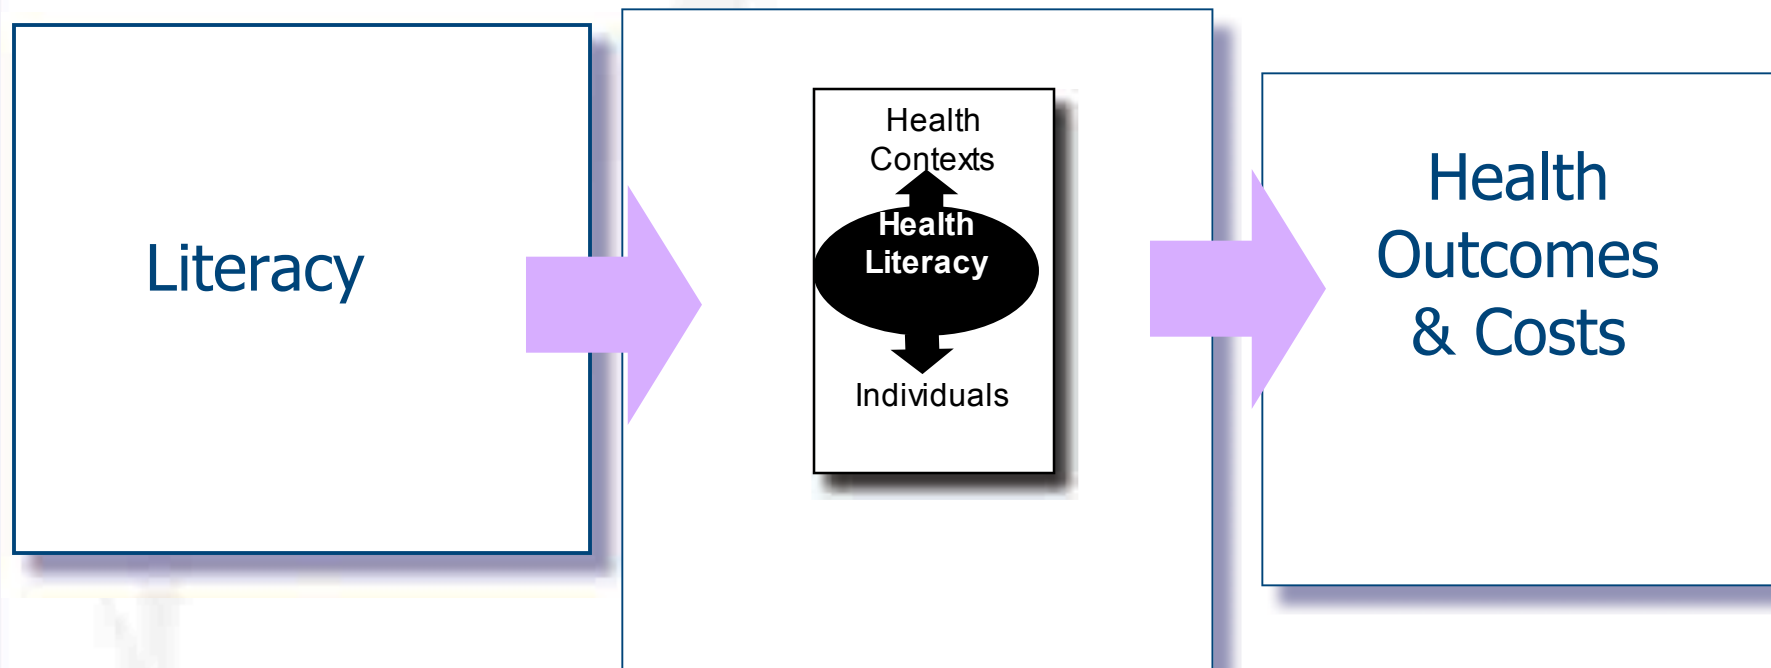 Literacy
Health
Contexts
Health
Literacy
Individuals
Health
Outcomes
& Costs